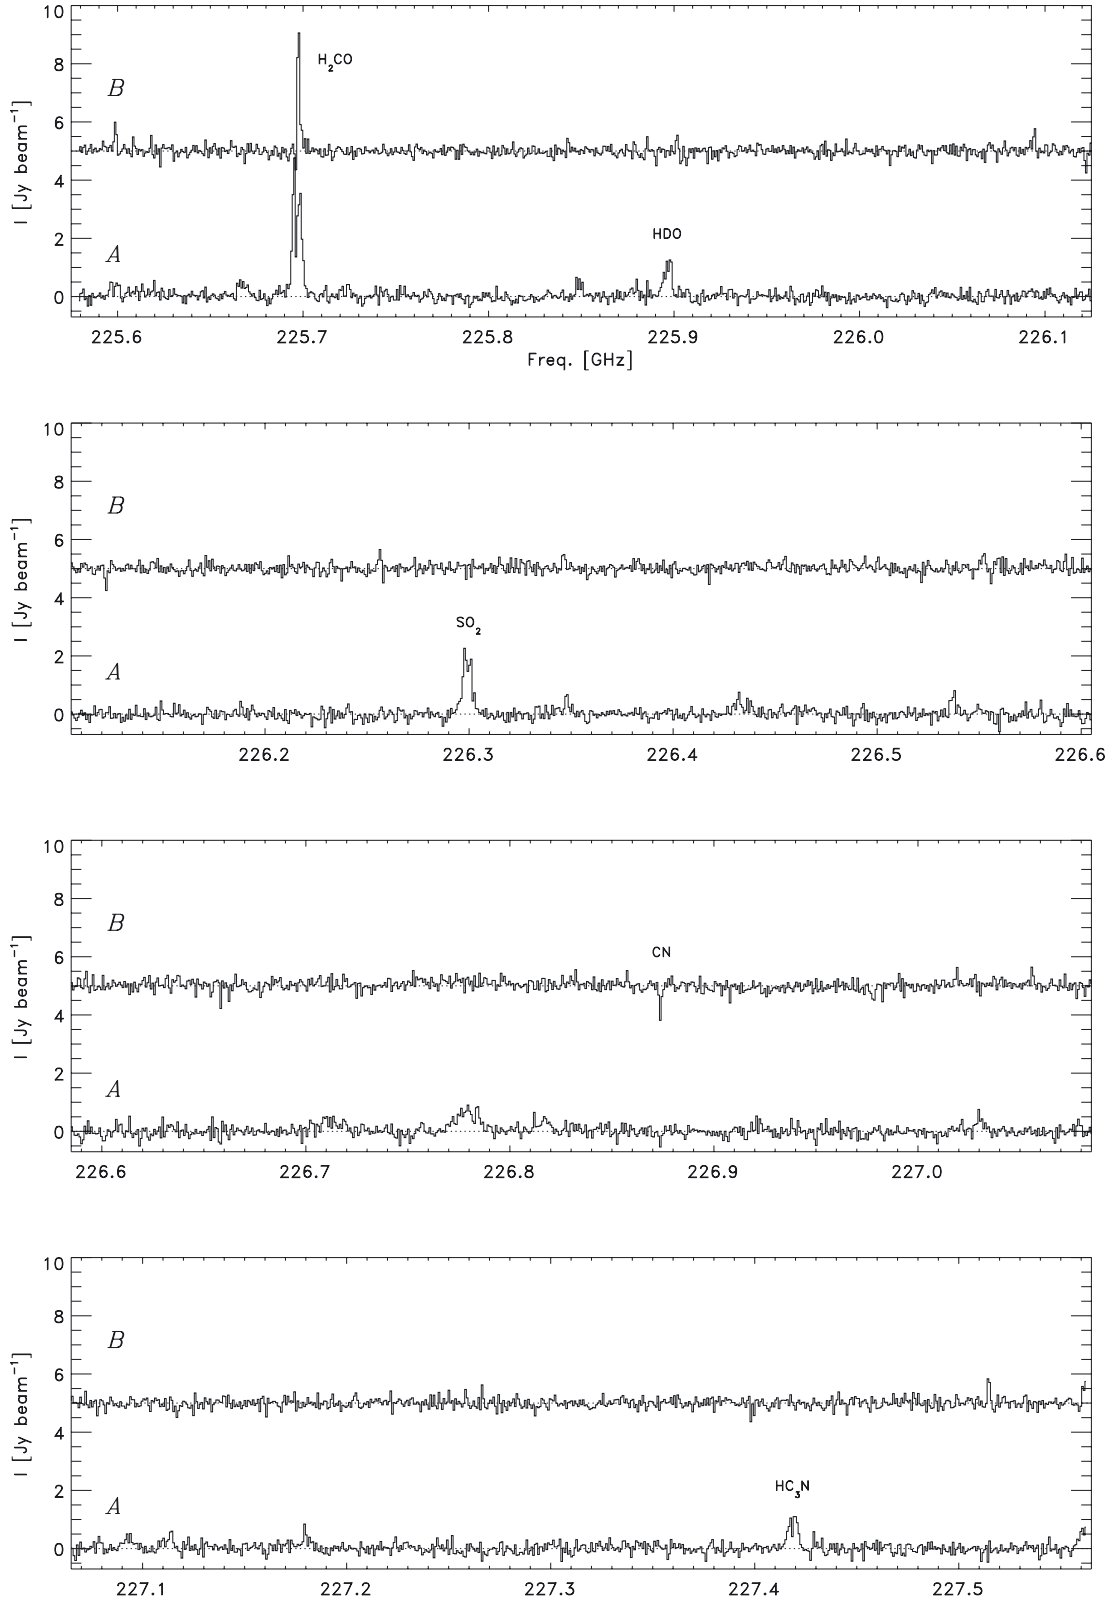 10
8
6
4
2
0
I [Jy beam⁻¹]
B
A
H₂CO
HDO
225.6 225.7 225.8 225.9 226.0 226.1
Freq. [GHz]
10
8
6
4
2
0
I [Jy beam⁻¹]
B
A
SO₂
226.2 226.3 226.4 226.5 226.6
10
8
6
4
2
0
I [Jy beam⁻¹]
B
A
CN
226.6 226.7 226.8 226.9 227.0
10
8
6
4
2
0
I [Jy beam⁻¹]
B
A
HC₃N
227.1 227.2 227.3 227.4 227.5